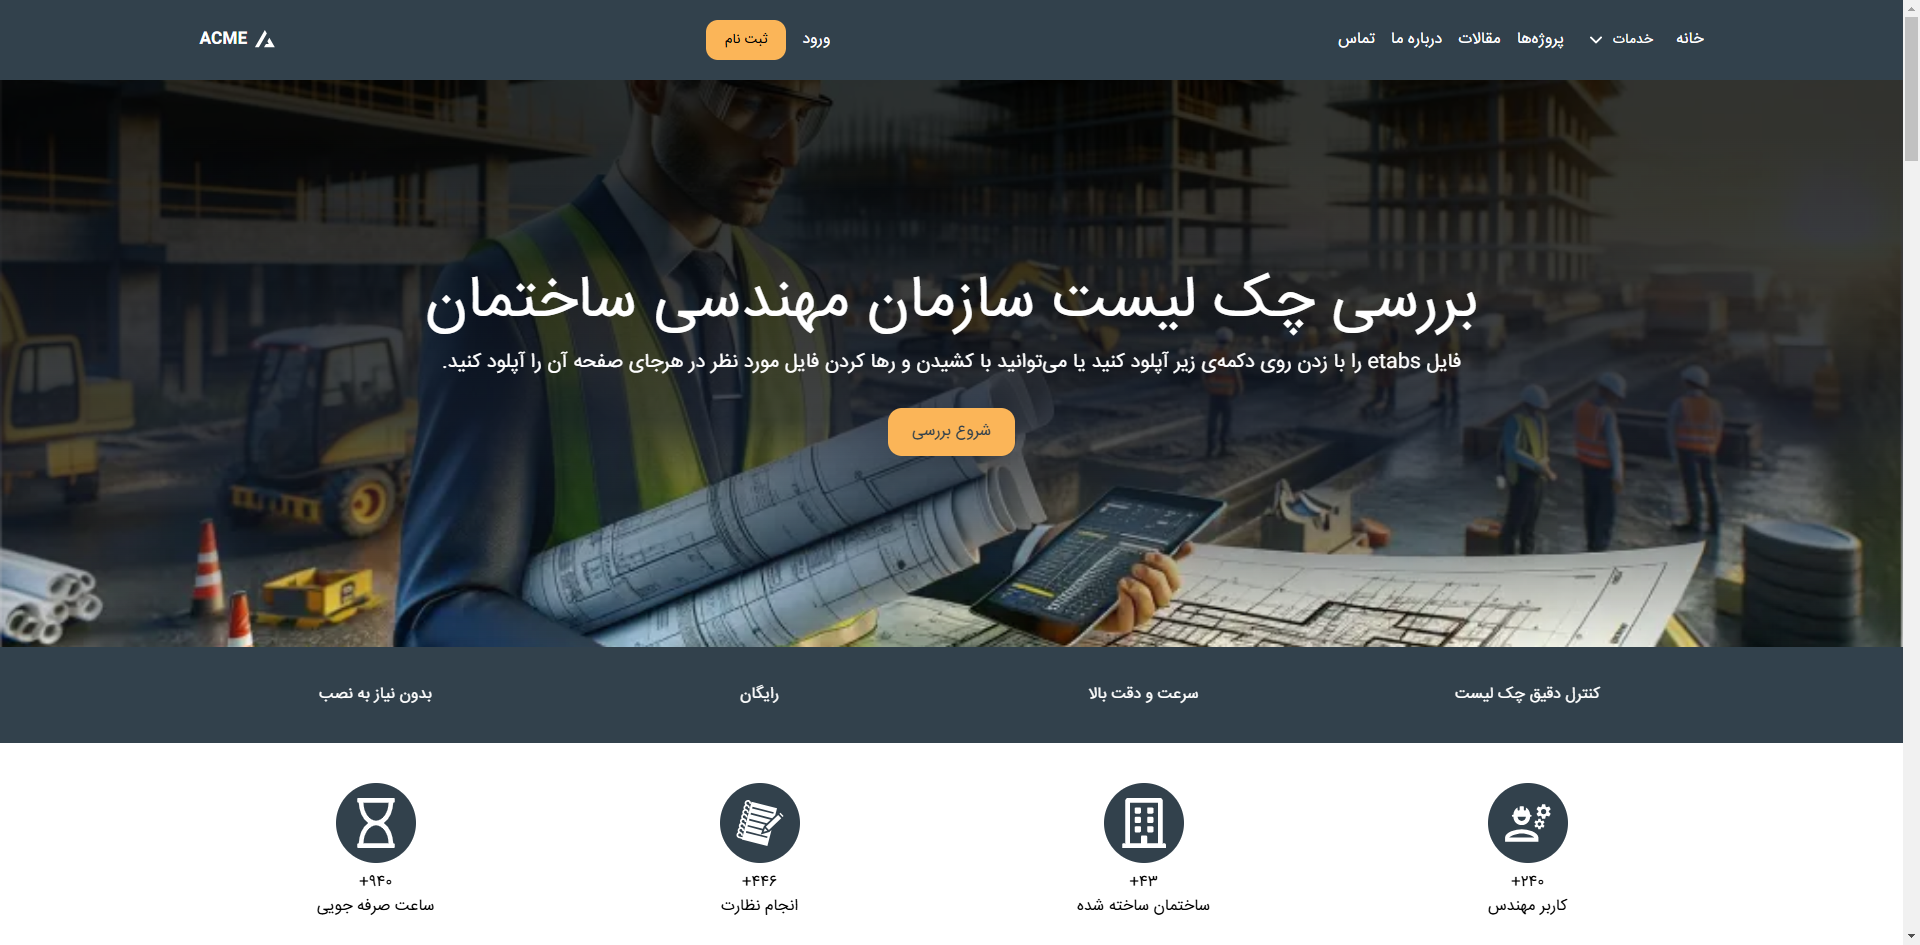 خانه
خدمات
پروژه‌ها
مقالات
درباره ما
تماس
ورود
ثبت نام
ACME
بررسی چک لیست سازمان مهندسی ساختمان
فایل etabs را با زدن روی دکمه‌ی زیر آپلود کنید یا می‌توانید با کشیدن و رها کردن فایل مورد نظر در هرجای صفحه آن را آپلود کنید.
شروع بررسی
کنترل دقیق چک لیست
سرعت و دقت بالا
رایگان
بدون نیاز به نصب
+۲۴۰
کاربر مهندس
+۴۳
ساختمان ساخته شده
+۴۴۶
انجام نظارت
+۹۴۰
ساعت صرفه جویی